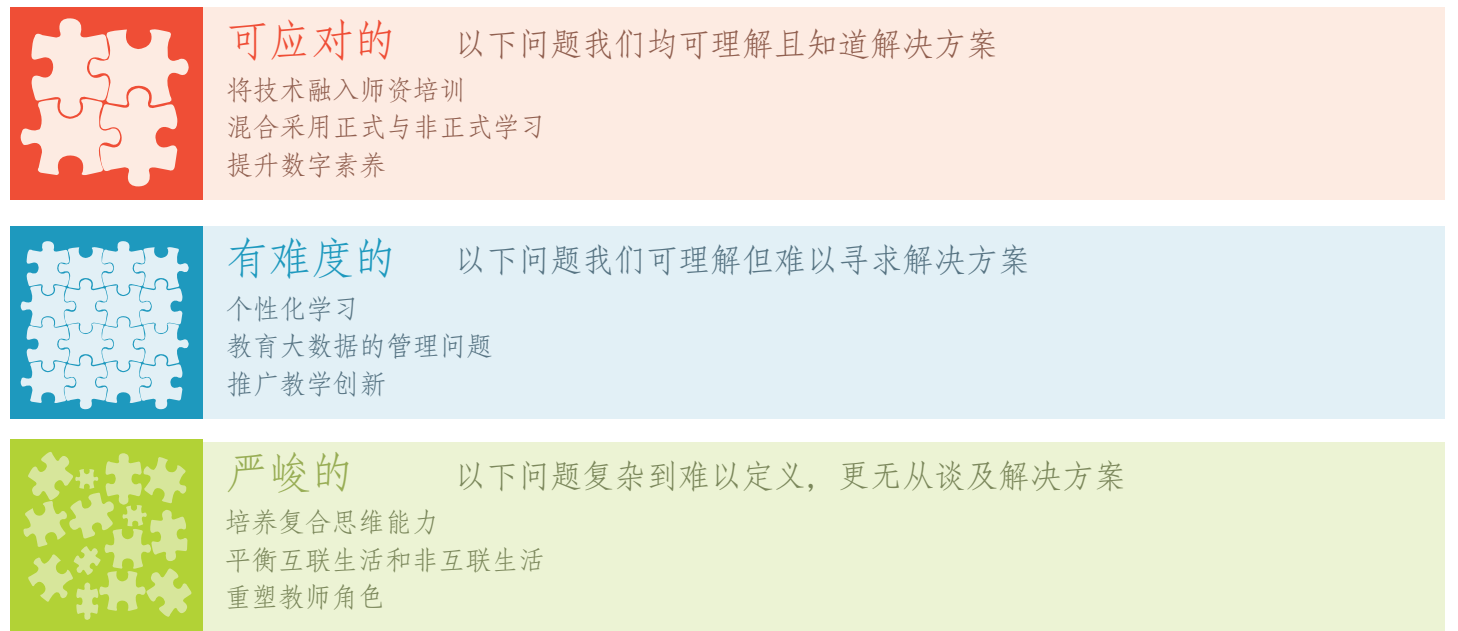 可应对的 以下问题我们均可理解且知道解决方案
将技术融入师资培训
混合采用正式与非正式学习
提升数字素养
有难度的 以下问题我们可理解但难以寻求解决方案
个性化学习
教育大数据的管理问题
推广教学创新
严峻的 以下问题复杂到难以定义，更无从谈及解决方案
培养复合思维能力
平衡互联生活和非互联生活
重塑教师角色